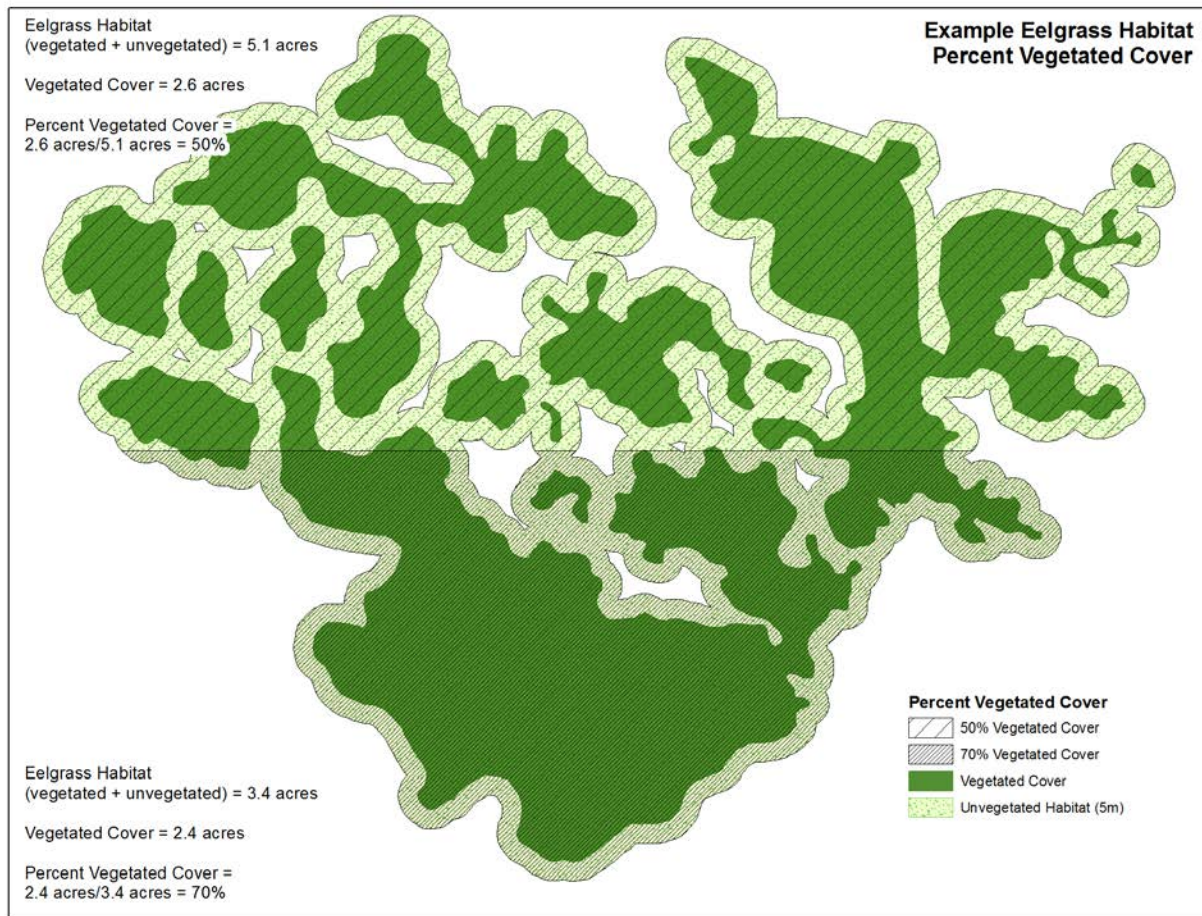 Eelgrass Habitat
(vegetated + unvegetated) = 5.1 acres
Vegetated Cover = 2.6 acres
Percent Vegetated Cover =
2.6 acres/5.1 acres = 50%
Example Eelgrass Habitat
Percent Vegetated Cover
Eelgrass Habitat
(vegetated + unvegetated) = 3.4 acres
Vegetated Cover = 2.4 acres
Percent Vegetated Cover =
2.4 acres/3.4 acres = 70%
Percent Vegetated Cover
50% Vegetated Cover
70% Vegetated Cover
Vegetated Cover
Unvegetated Habitat (5m)